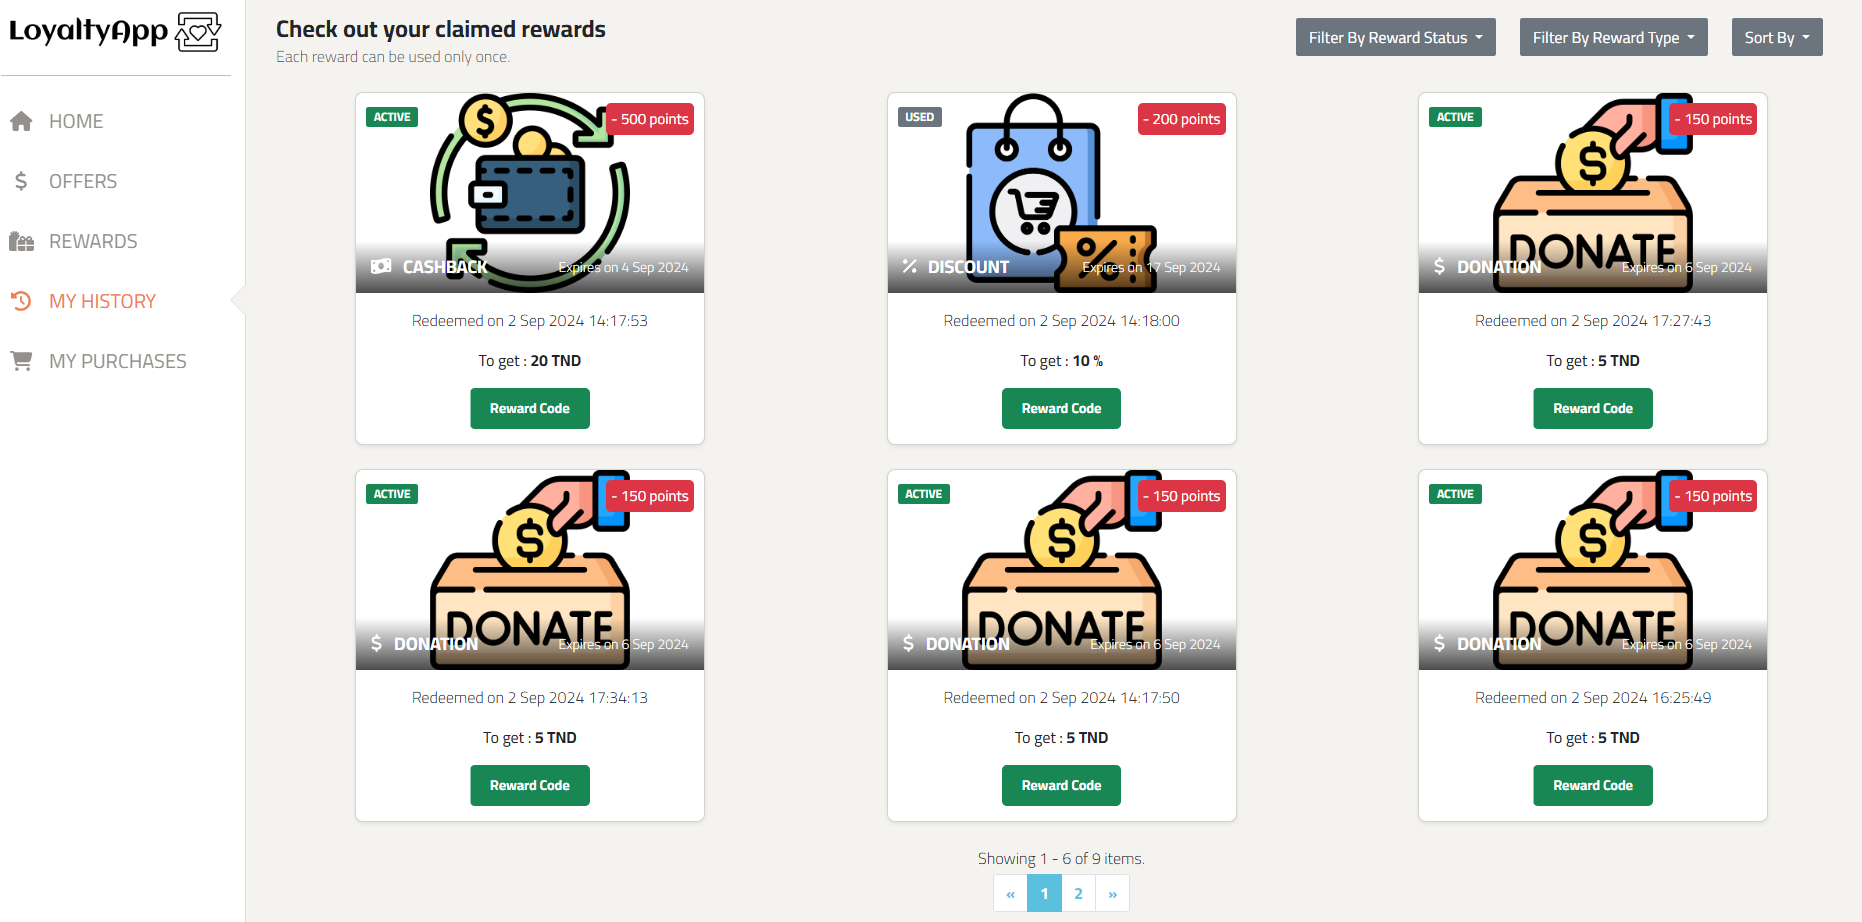 LoyaltyApp
HOME
OFFERS
REWARDS
MY HISTORY
MY PURCHASES
Check out your claimed rewards
Each reward can be used only once.
Filter By Reward Status
Filter By Reward Type
Sort By
ACTIVE
- 500 points
$
CASHBACK
Expires on 4 Sep 2024
Redeemed on 2 Sep 2024 14:17:53
To get : 20 TND
Reward Code
USED
- 200 points
%
DISCOUNT
Expires on 17 Sep 2024
Redeemed on 2 Sep 2024 14:18:00
To get : 10 %
Reward Code
ACTIVE
- 150 points
$
DONATE
$ DONATION
Expires on 6 Sep 2024
Redeemed on 2 Sep 2024 17:27:43
To get : 5 TND
Reward Code
ACTIVE
- 150 points
$
DONATE
$ DONATION
Expires on 6 Sep 2024
Redeemed on 2 Sep 2024 17:34:13
To get : 5 TND
Reward Code
ACTIVE
- 150 points
$
DONATE
$ DONATION
Expires on 6 Sep 2024
Redeemed on 2 Sep 2024 14:17:50
To get : 5 TND
Reward Code
ACTIVE
- 150 points
$
DONATE
$ DONATION
Expires on 6 Sep 2024
Redeemed on 2 Sep 2024 16:25:49
To get : 5 TND
Reward Code
Showing 1 - 6 of 9 items.
« 1 2 »